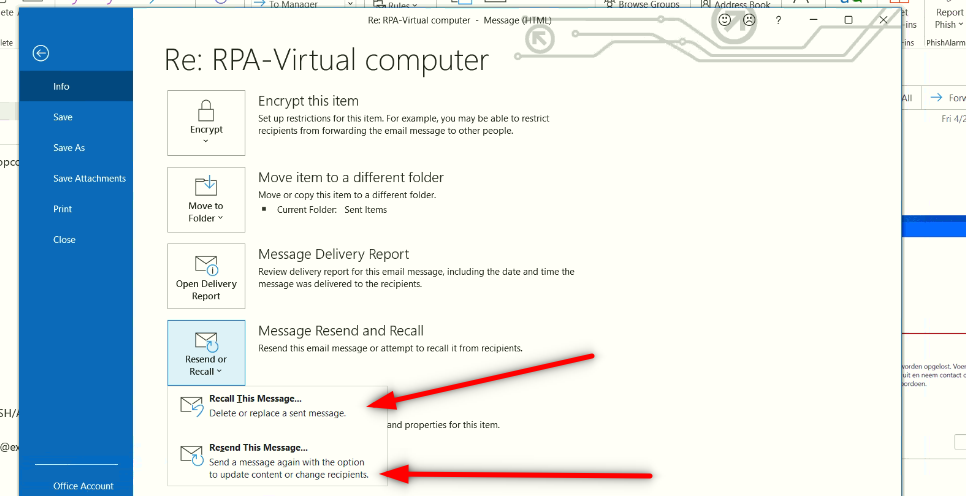 To Manager
Rules
Browse Groups
Address Book
Re: RPA-Virtual computer - Message (HTML)
?
Report
Phish
-ins
PhishAlarm
All
Forw
Fri 4/2
Re: RPA-Virtual computer
Info
Save
Save As
Save Attachments
Print
Close
Office Account
Encrypt
Encrypt this item
Set up restrictions for this item. For example, you may be able to restrict
recipients from forwarding the email message to other people.
Move to
Folder
Move item to a different folder
Move or copy this item to a different folder.
Current Folder: Sent Items
Open Delivery
Report
Message Delivery Report
Review delivery report for this email message, including the date and time the
message was delivered to the recipients.
Resend or
Recall
Message Resend and Recall
Resend this email message or attempt to recall it from recipients.
Recall This Message...
Delete or replace a sent message.
and properties for this item.
Resend This Message...
Send a message again with the option
to update content or change recipients.
worden opgelost. Voer
uit en neem contact o